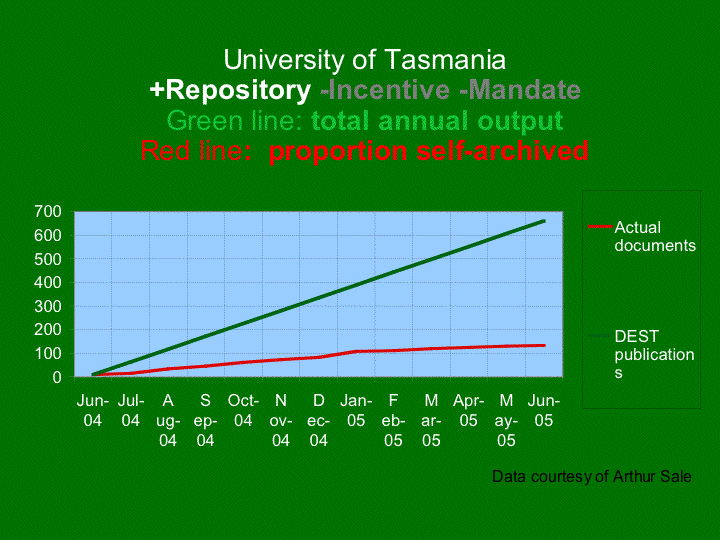 University of Tasmania
+Repository -Incentive -Mandate
Green line: total annual output
Red line: proportion self-archived
700
600
500
400
300
200
100
0
Jun-04
Jul-04
A ug-04
S ep-04
Oct-04
N ov-04
D ec-04
Jan-05
F eb-05
M ar-05
Apr-05
M ay-05
Jun-05
Actual
documents
DEST
publication
s
Data courtesy of Arthur Sale